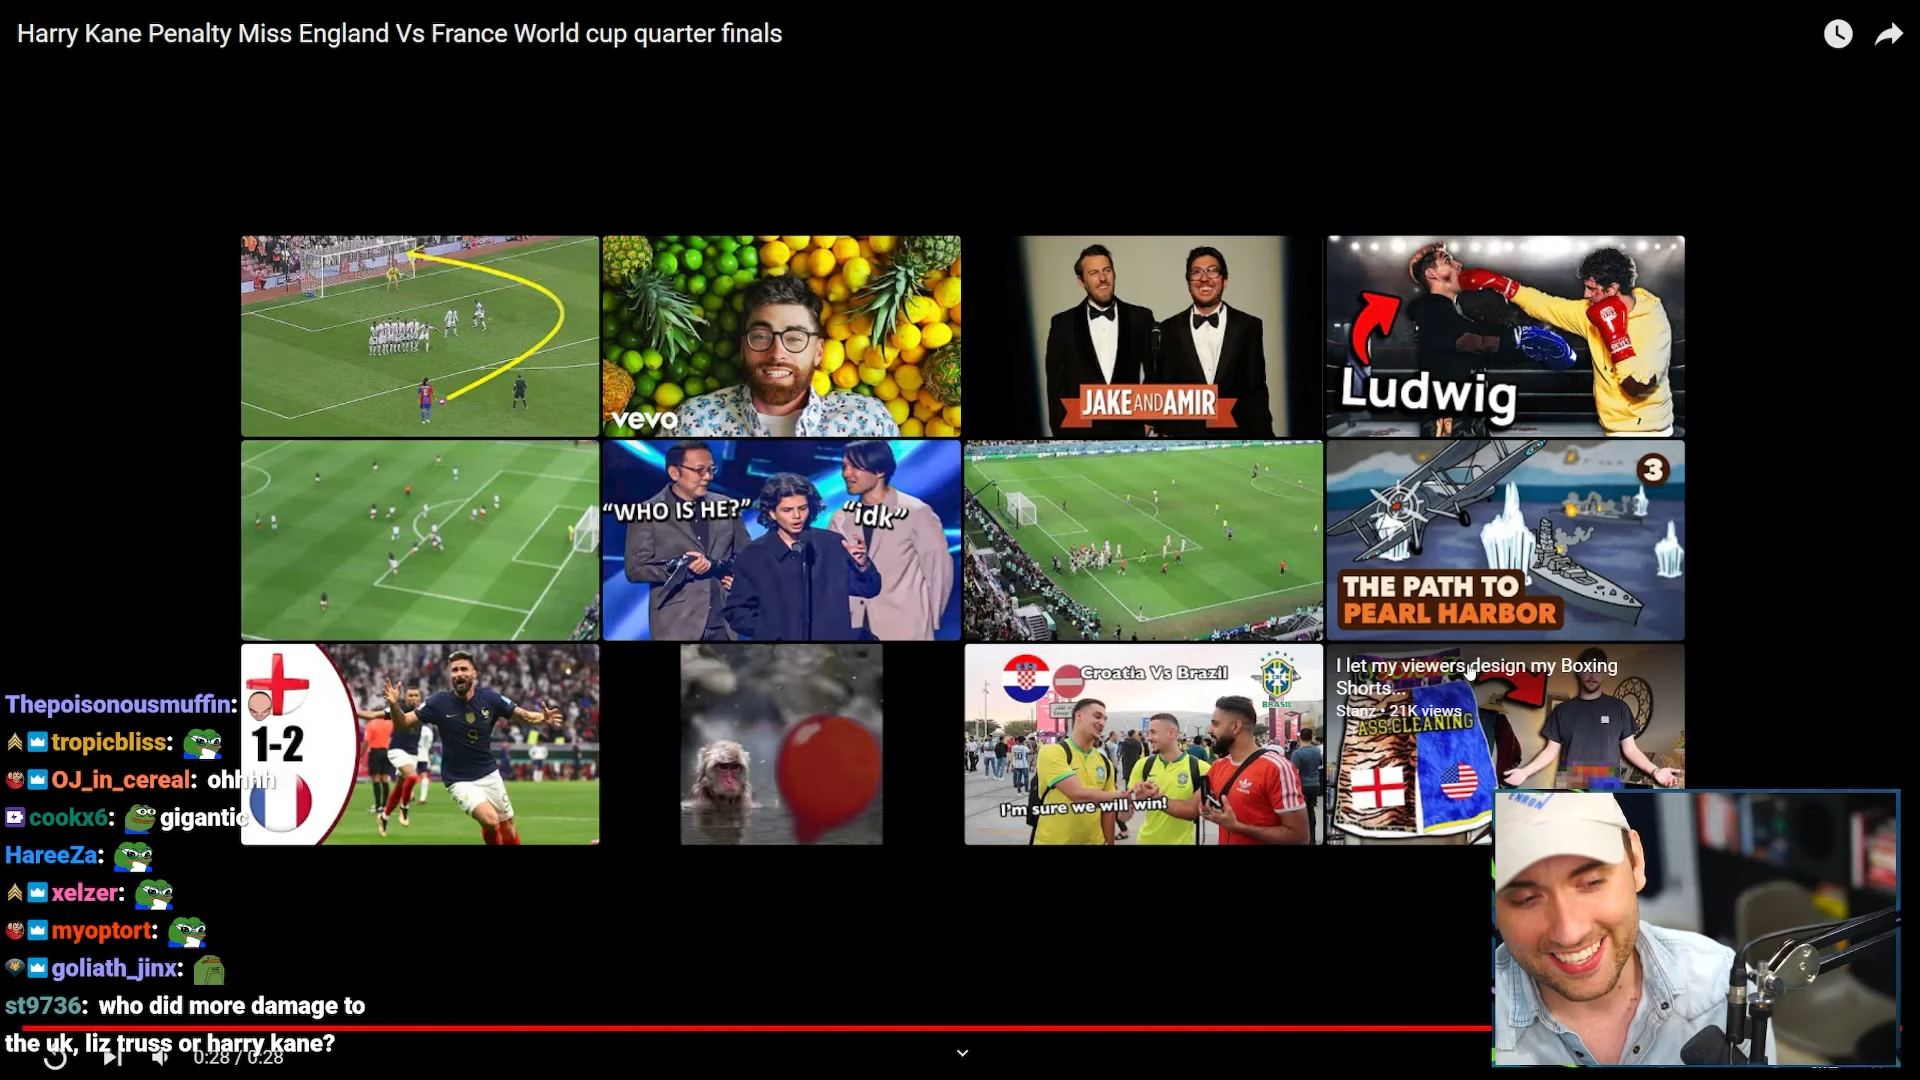 Harry Kane Penalty Miss England Vs France World cup quarter finals
vevo
JAKE AND AMIR
Ludwig
"WHO IS HE?"
"idk"
3
THE PATH TO
PEARL HARBOR
1-2
Croatia Vs Brazil
BRASIL
I'm sure we will win!
I let my viewers design my Boxing
Shorts...
Stanz • 21K views
ASS.CLEANING
ENRON
Thepoisonousmuffin:
tropicbliss:
OJ_in_cereal: ohhhh
cookx6: gigantic
HareeZa:
xelzer:
myoptort:
goliath_jinx:
st9736: who did more damage to
the uk, liz truss or harry kane?
0:28 / 0:28